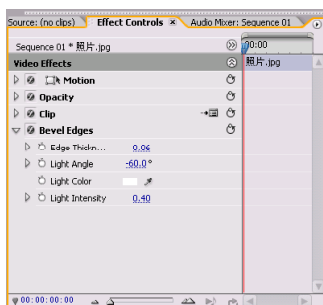 Source: (no clips) Effect Controls × Audio Mixer: Sequence 01
Sequence 01 * 照片.jpg 00:00
Video Effects 照片.jpg
Motion
Opacity
Clip
Bevel Edges
Edge Thickn... 0.06
Light Angle -60.0°
Light Color
Light Intensity 0.40
00:00:00:00